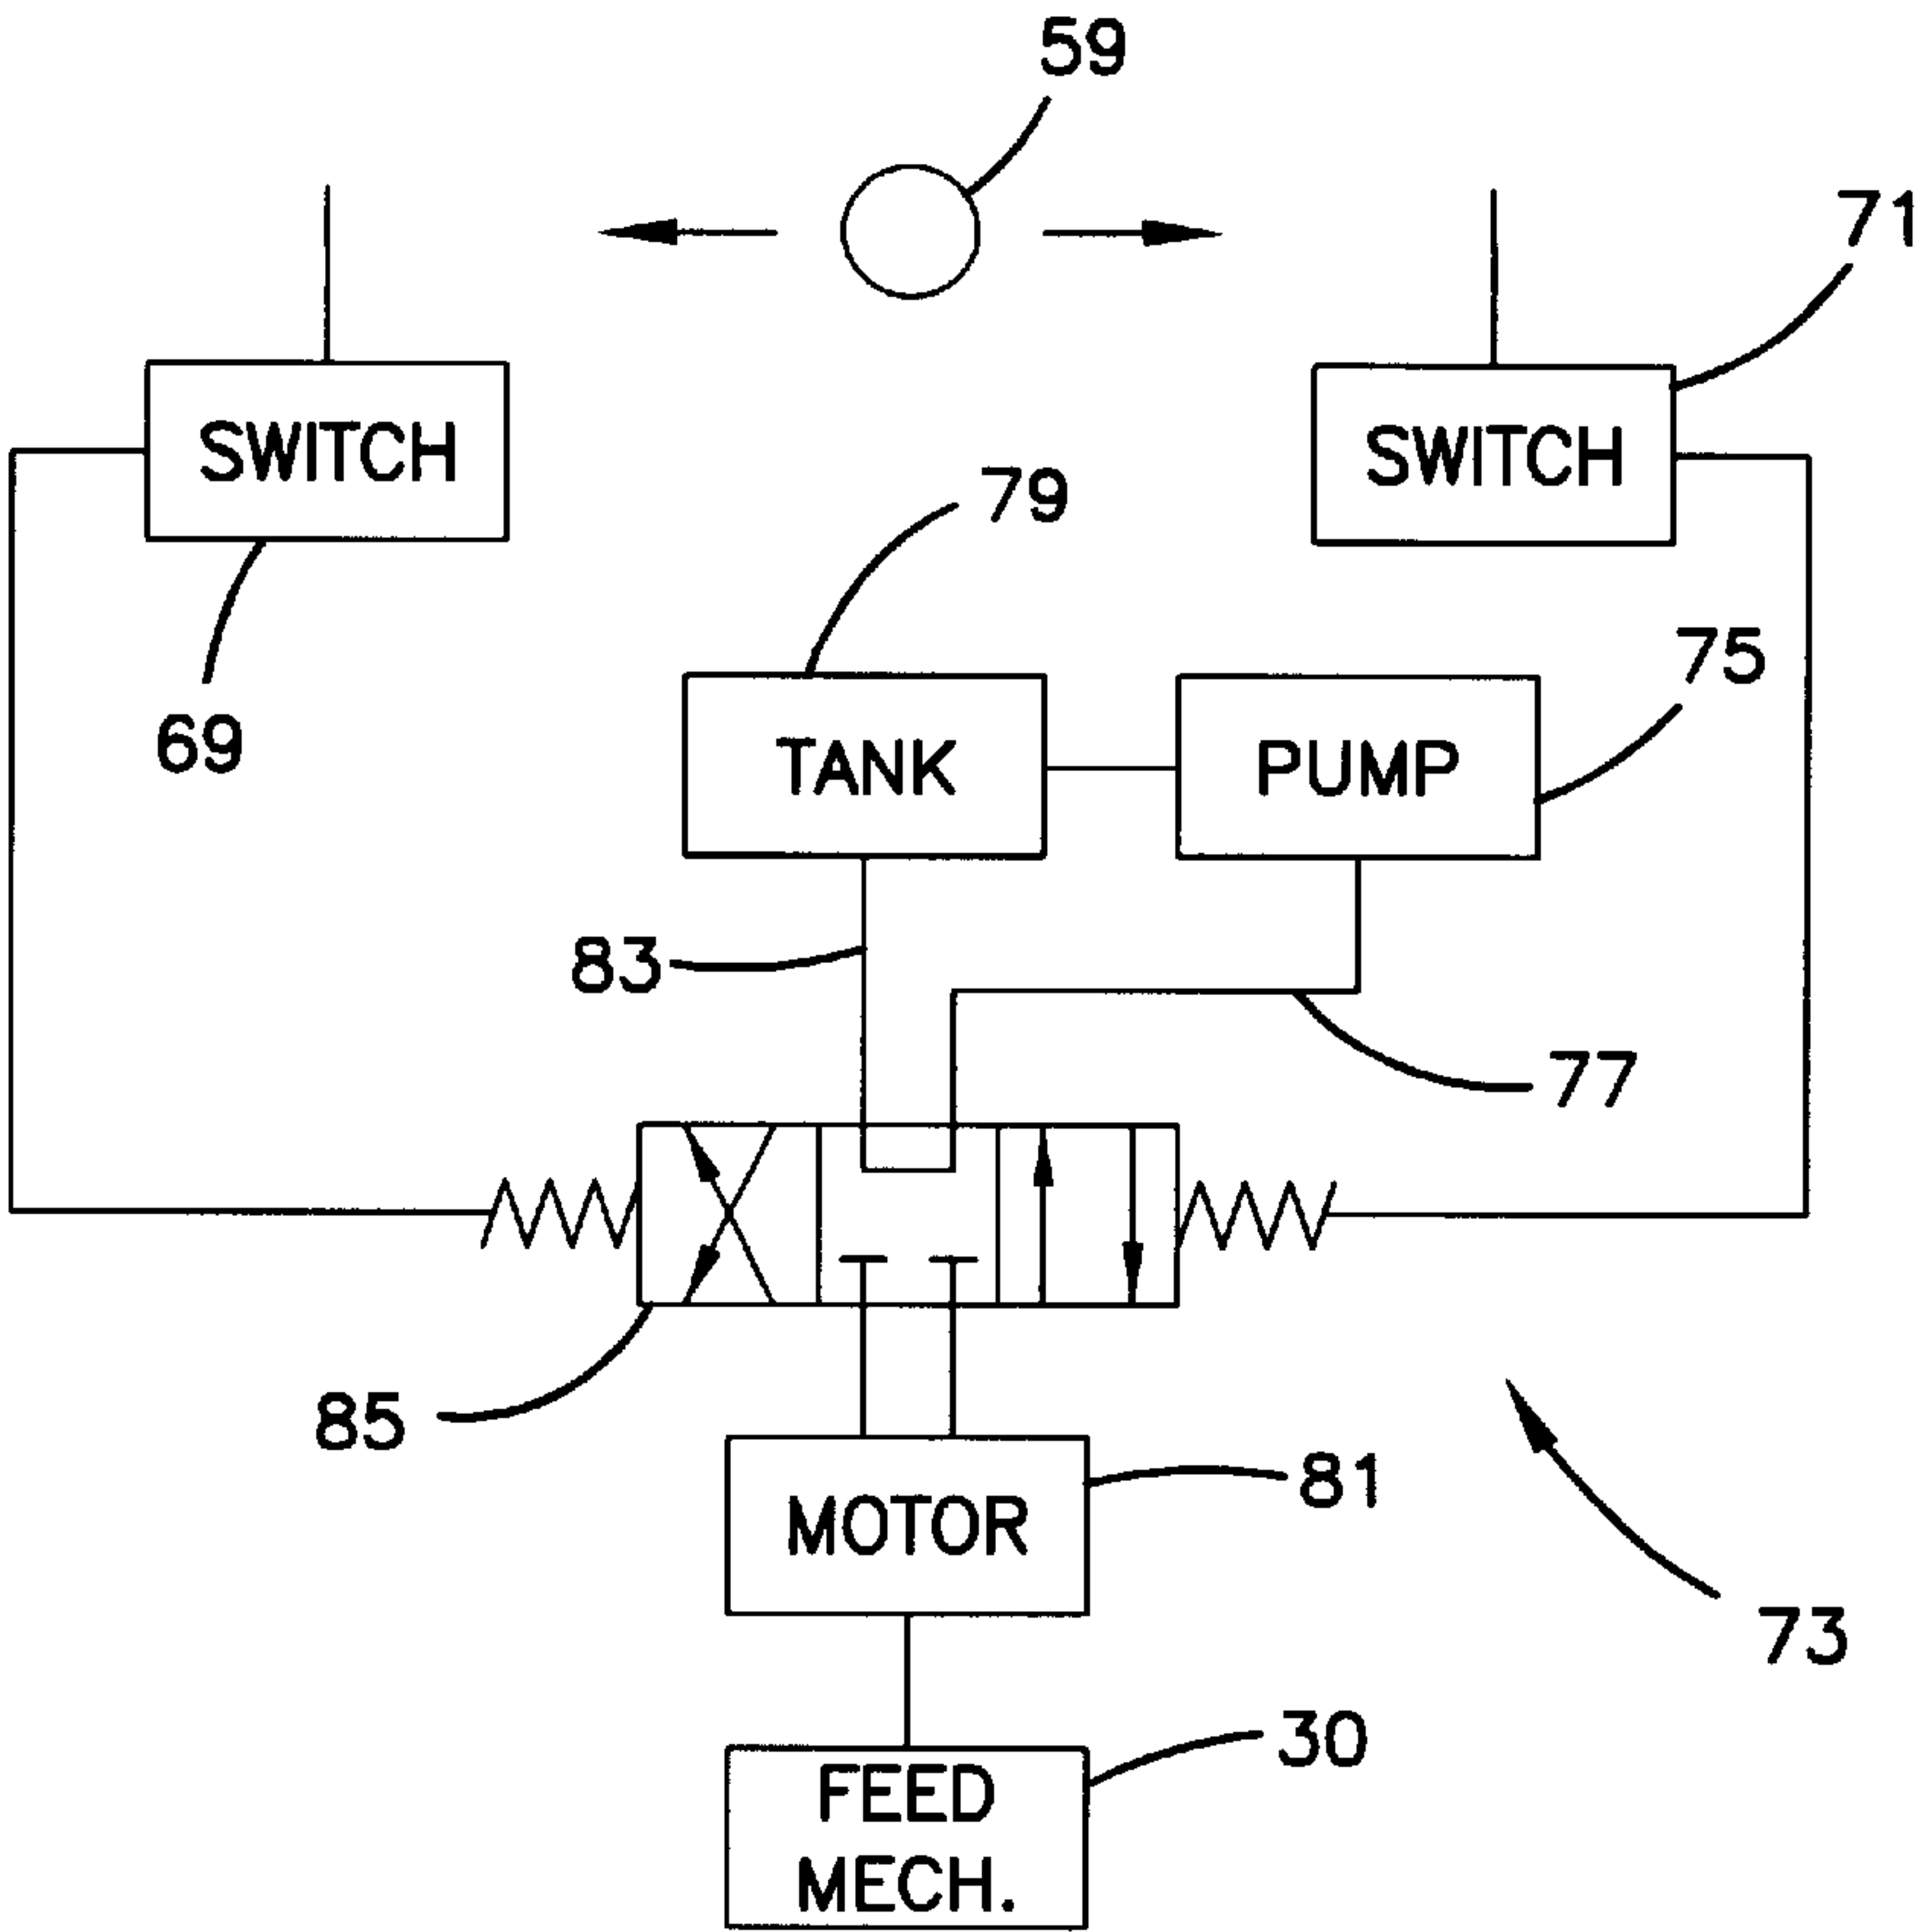 59
71
SWITCH
SWITCH
79
75
69
TANK
PUMP
83
77
85
81
MOTOR
73
30
FEED
MECH.